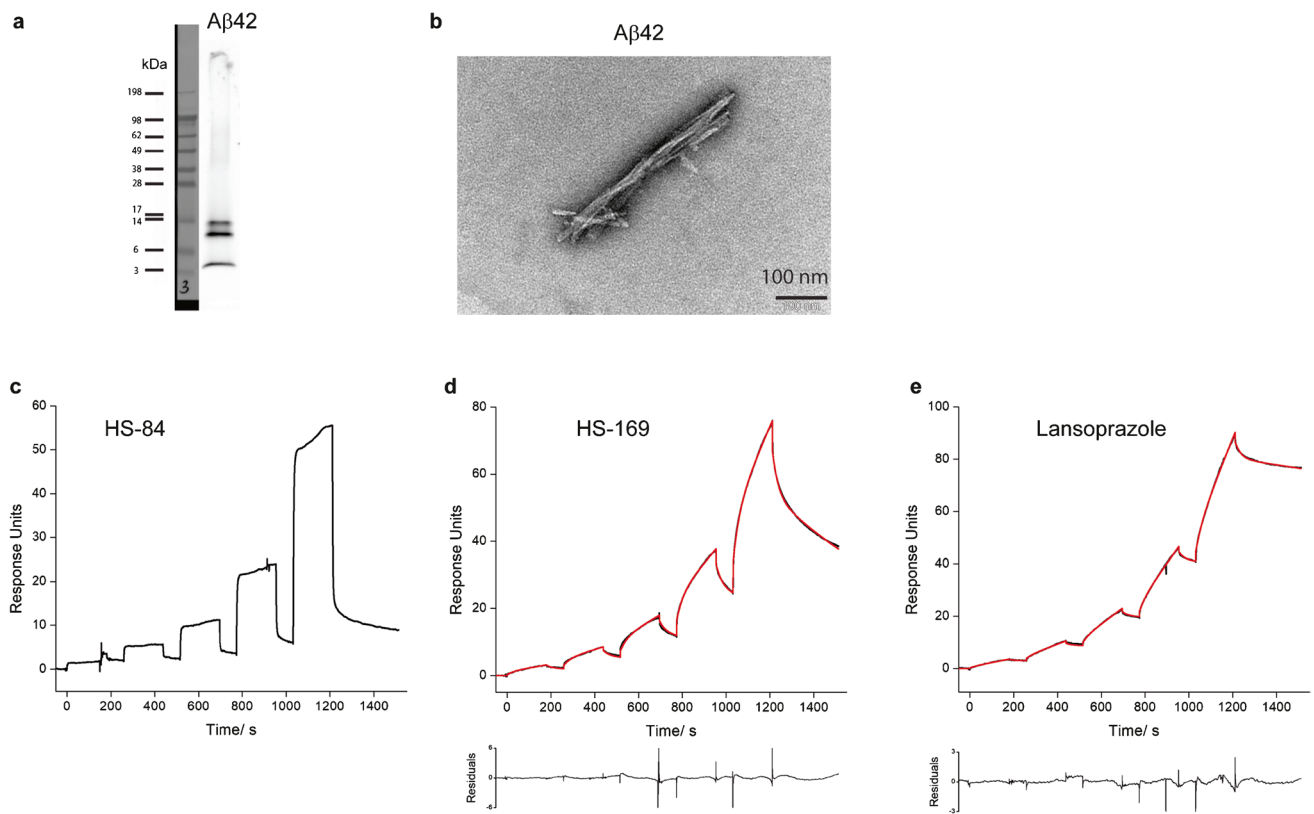 a
Aβ42
kDa
198
98
62
49
38
28
17
14
6
3
3
b
Aβ42
100 nm
100 nm
c
HS-84
Response Units
60
50
40
30
20
10
0
0 200 400 600 800 1000 1200 1400
Time/ s
d
HS-169
Response Units
80
60
40
20
0
0 200 400 600 800 1000 1200 1400
Time/ s
Residuals
6
0
-6
e
Lansoprazole
Response Units
100
80
60
40
20
0
0 200 400 600 800 1000 1200 1400
Time/ s
Residuals
3
0
-3